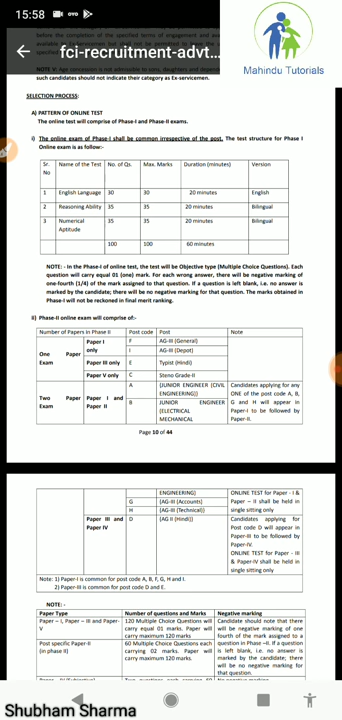 15:58
Mahindu Tutorials
before the completion of the specified terms of engagement and
fci-recruitment-advt...
such candidates should not indicate their category as Ex-servicemen.
SELECTION PROCESS:
A) PATTERN OF ONLINE TEST
The online test will comprise of Phase-I and Phase-II exams.
i) The online exam of Phase-I shall be common irrespective of the post. The test structure for Phase I
Online exam is as follow:-
Sr. No Name of the Test No. of Qs. Max. Marks Duration (minutes) Version
1 English Language 30 30 20 minutes English
2 Reasoning Ability 35 35 20 minutes Bilingual
3 Numerical Aptitude 35 35 20 minutes Bilingual
100 100 60 minutes
NOTE: - In the Phase-I of online test, the test will be Objective type (Multiple Choice Questions). Each
question will carry equal 01 (one) mark. For each wrong answer, there will be negative marking of
one-fourth (1/4) of the mark assigned to that question. If a question is left blank, i.e. no answer is
marked by the candidate; there will be no negative marking for that question. The marks obtained in
Phase-I will not be reckoned in final merit ranking.
ii) Phase-II online exam will comprise of:-
Number of Papers in Phase II Post code Post Note
One Paper Exam
Paper I only
F AG-III (General)
I AG-III (Depot)
Paper III only E Typist (Hindi)
Paper V only C Steno Grade-II
Two Paper Exam
Paper I and Paper II
A (JUNIOR ENGINEER (CIVIL ENGINEERING))
B JUNIOR ENGINEER (ELECTRICAL MECHANICAL
Candidates applying for any
ONE of the post code A, B,
G and H will appear in
Paper-I to be followed by
Paper-II.
Page 10 of 44
ENGINEERING)
G (AG-III (Accounts)
H (AG-III (Technical))
ONLINE TEST for Paper - I &
Paper – II shall be held in
single sitting only
Paper III and Paper IV
D (AG II (Hindi))
Candidates applying for
Post code D will appear in
Paper-III to be followed by
Paper-IV.
ONLINE TEST for Paper - III
& Paper-IV shall be held in
single sitting only
Note: 1) Paper-I is common for post code A, B, F, G, H and I.
2) Paper-III is common for post code D and E.
NOTE: -
Paper Type Number of questions and Marks Negative marking
Paper – I, Paper – III and Paper-V
120 Multiple Choice Questions will
carry equal 01 marks. Paper will
carry maximum 120 marks
Post specific Paper-II
(in phase II)
60 Multiple Choice Questions each
carrying 02 marks. Paper will
carry maximum 120 marks.
Candidate should note that there
will be negative marking of one
fourth of the mark assigned to a
question in Phase –II. If a question
is left blank, i.e. no answer is
marked by the candidate; there
will be no negative marking for
that question.
Shubham Sharma